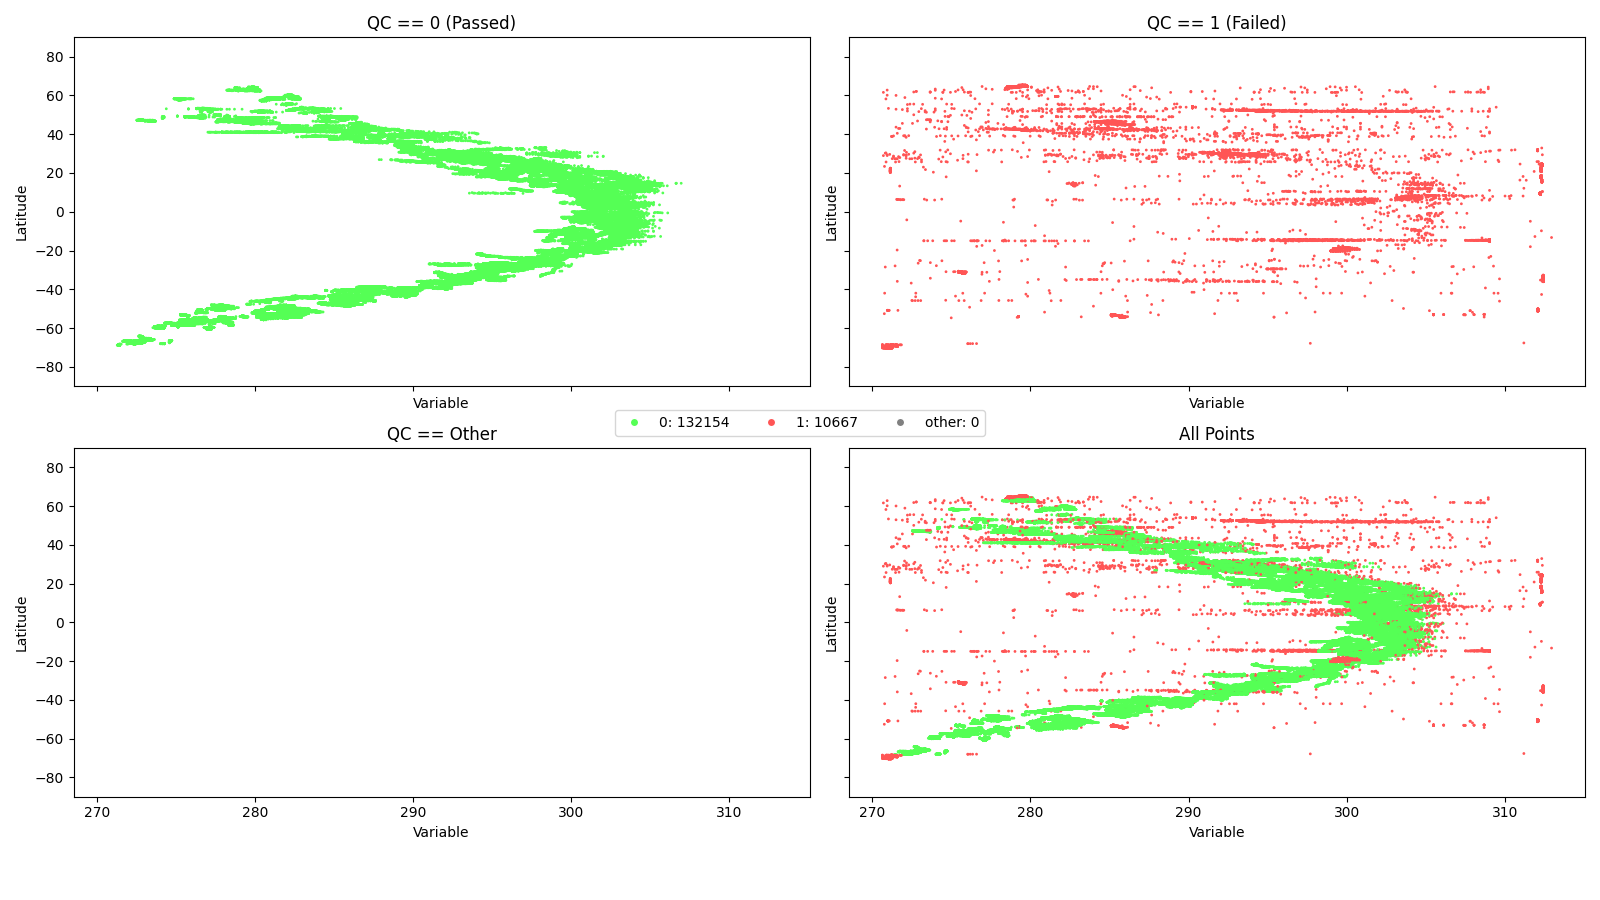 QC == 0 (Passed)
QC == 1 (Failed)
80
60
40
20
0
−20
−40
−60
−80
Latitude
Latitude
Variable
Variable
0: 132154
1: 10667
other: 0
QC == Other
All Points
80
60
40
20
0
−20
−40
−60
−80
Latitude
Latitude
270
280
290
300
310
270
280
290
300
310
Variable
Variable